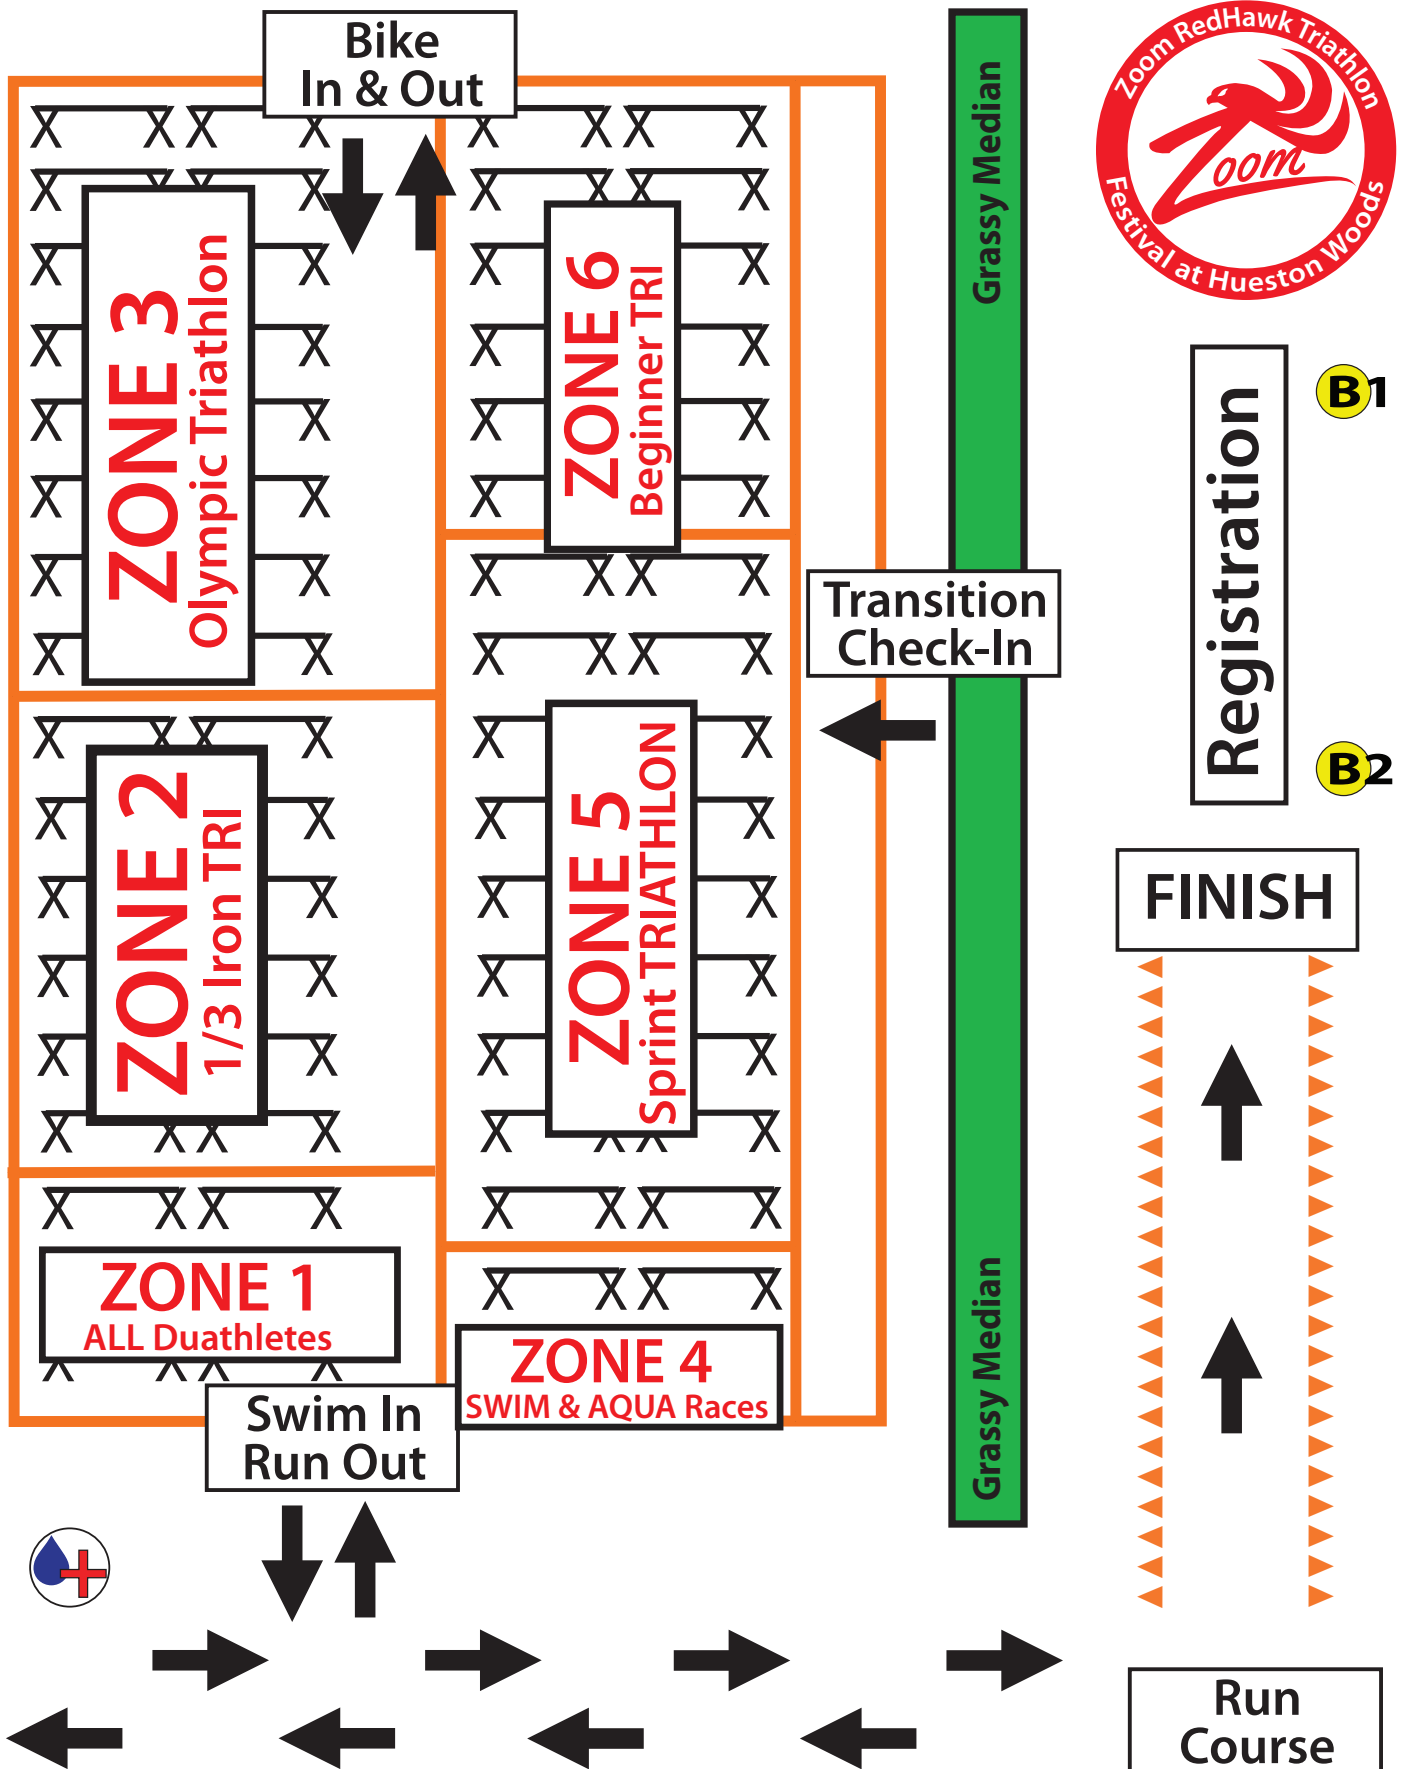 Bike
In & Out
Zoom RedHawk Triathlon
Zoom
Festival at Hueston Woods
Grassy Median
ZONE 3
Olympic Triathlon
ZONE 6
Beginner TRI
Registration
B1
B2
Transition
Check-In
ZONE 2
1/3 Iron TRI
ZONE 5
Sprint TRIATHLON
FINISH
ZONE 1
ALL Duathletes
ZONE 4
SWIM & AQUA Races
Grassy Median
Swim In
Run Out
Run
Course